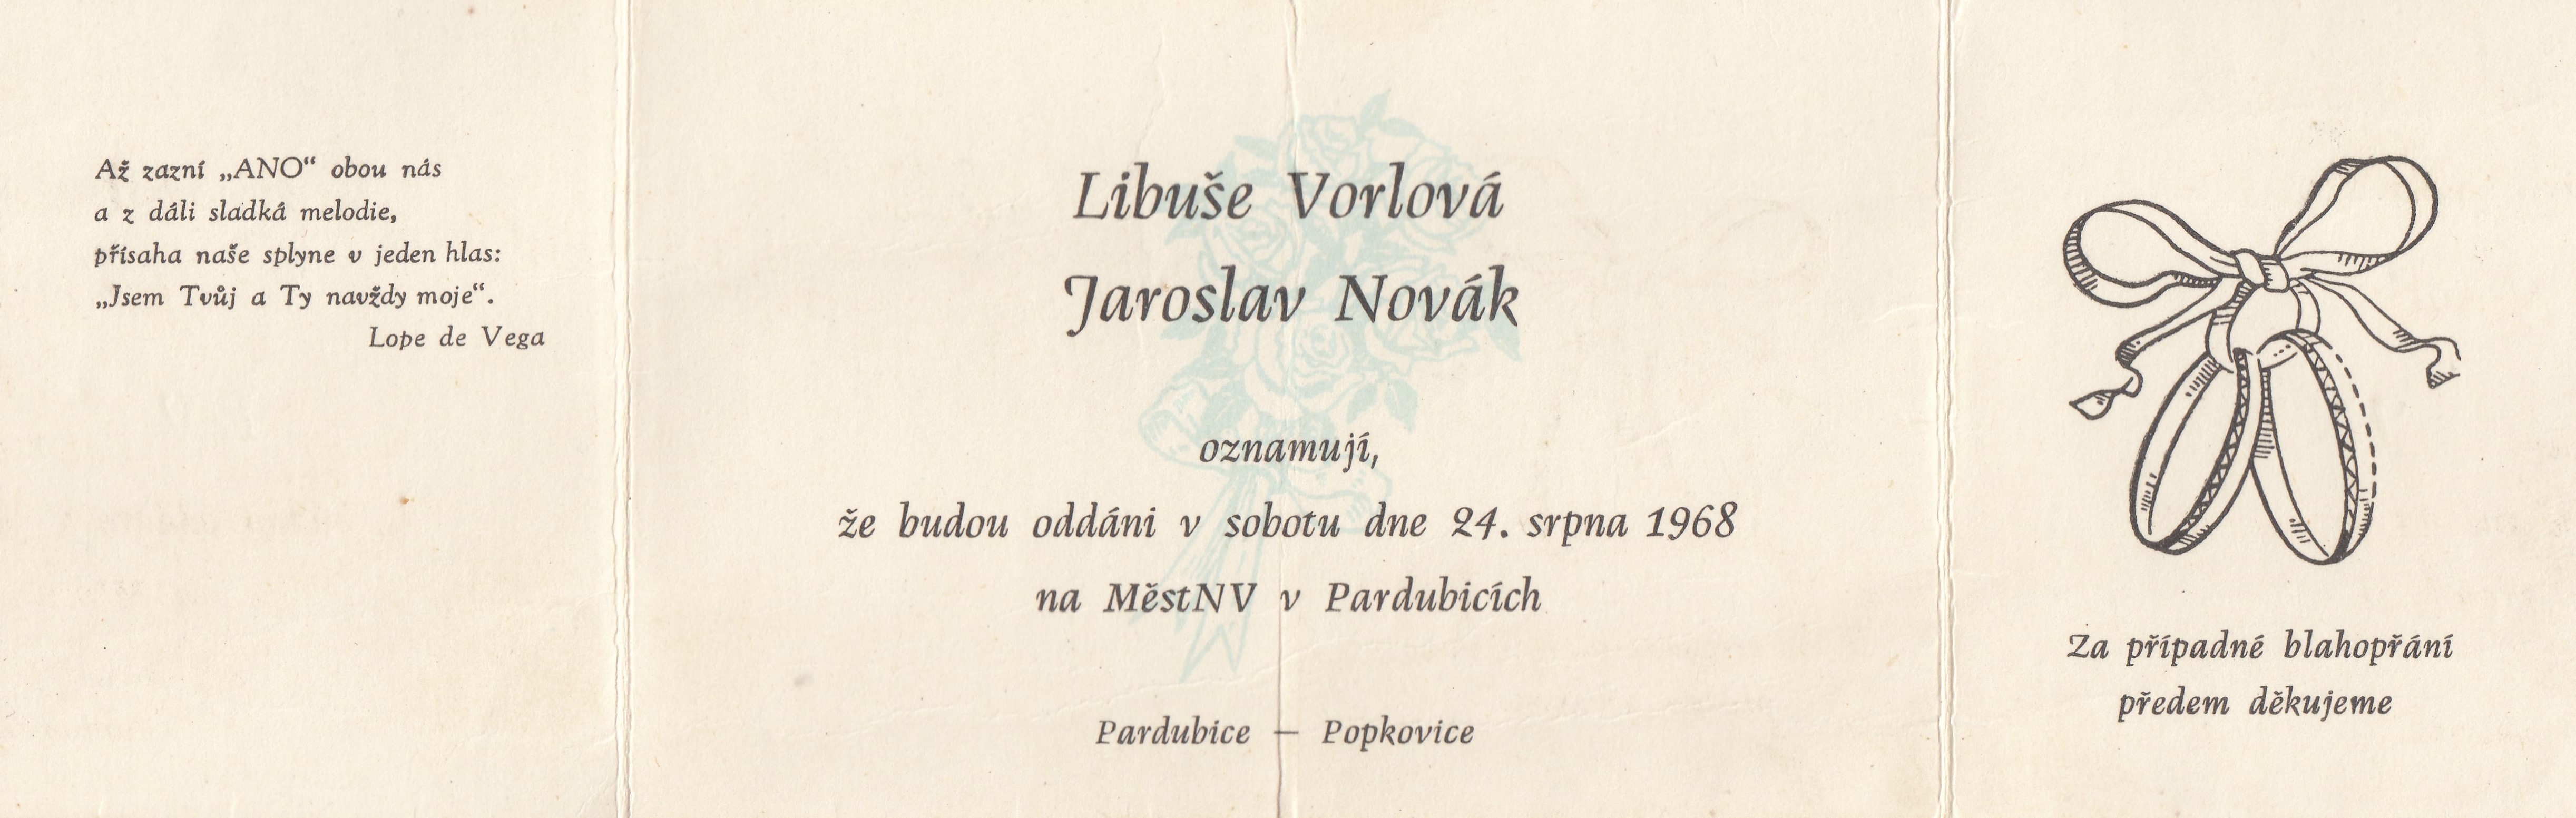 Až zazní „ANO“ obou nás
a z dáli sladká melodie,
přísaha naše splyne v jeden hlas:
„Jsem Tvůj a Ty navždy moje“.
Lope de Vega
Libuše Vorlová
Jaroslav Novák
oznamují,
že budou oddáni v sobotu dne 24. srpna 1968
na MěstNV v Pardubicích
Pardubice — Popkovice
Za případné blahopřání
předem děkujeme